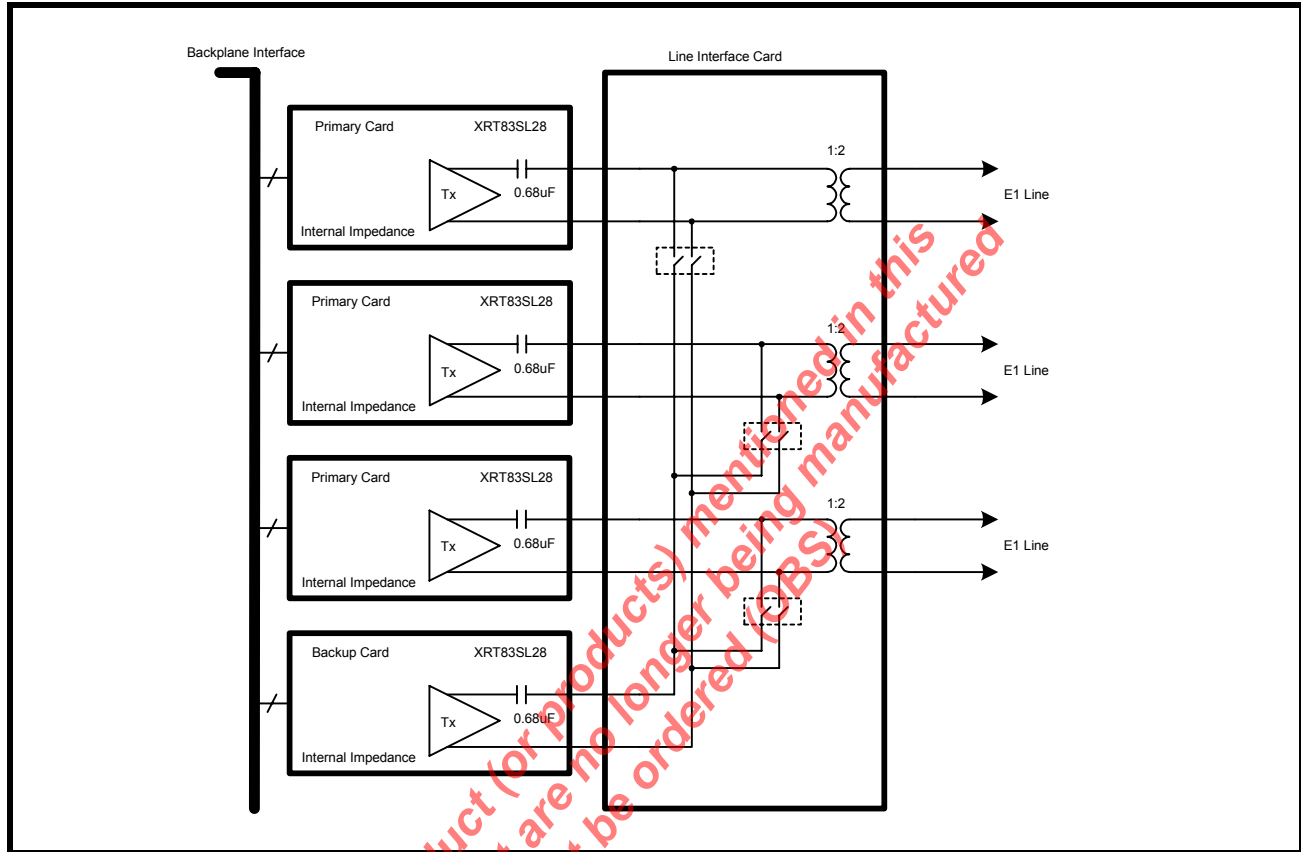 Backplane Interface
Line Interface Card
Primary Card XRT83SL28
Tx
0.68uF
Internal Impedance
1:2
E1 Line
Primary Card XRT83SL28
Tx
0.68uF
Internal Impedance
1:2
E1 Line
Primary Card XRT83SL28
Tx
0.68uF
Internal Impedance
1:2
E1 Line
Backup Card XRT83SL28
Tx
0.68uF
Internal Impedance
(or products) mentioned in this
are no longer being manufactured
be ordered (OBS)